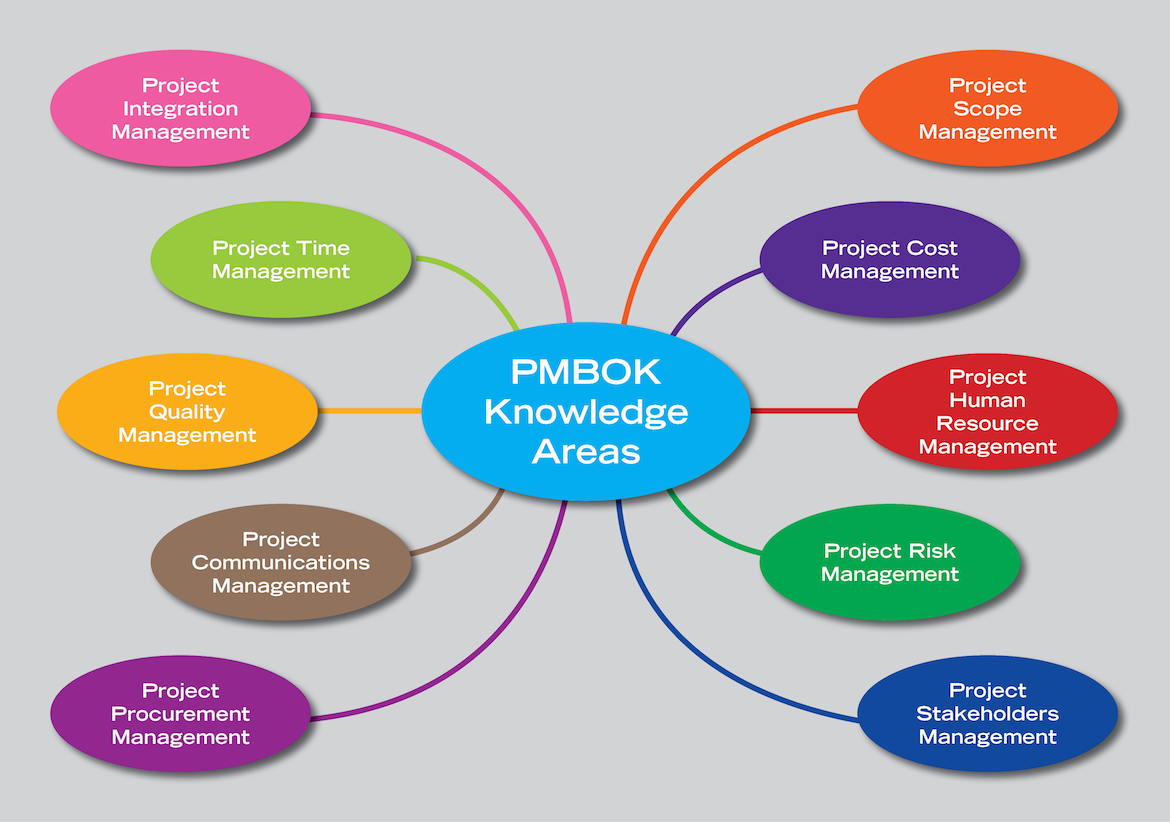 Project
Integration
Management
Project
Scope
Management
Project Time
Management
Project Cost
Management
Project
Quality
Management
PMBOK
Knowledge
Areas
Project
Human
Resource
Management
Project
Communications
Management
Project Risk
Management
Project
Procurement
Management
Project
Stakeholders
Management